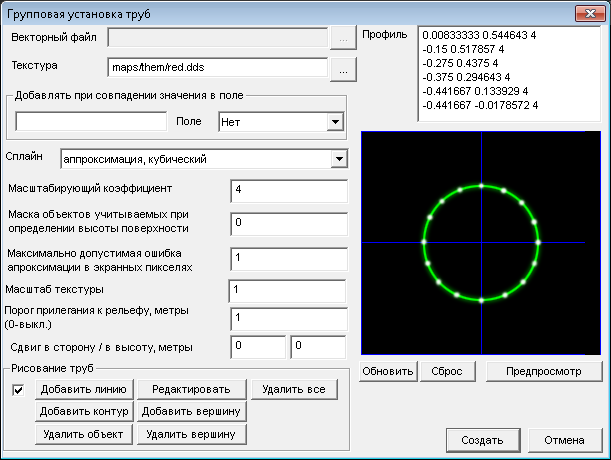 Групповая установка труб
Векторный файл
...
Профиль
0.00833333 0.544643 4
-0.15 0.517857 4
-0.275 0.4375 4
-0.375 0.294643 4
-0.441667 0.133929 4
-0.441667 -0.0178572 4
Текстура
maps/them/red.dds
...
Добавлять при совпадении значения в поле
Поле
Нет
Сплайн
аппроксимация, кубический
Масштабирующий коэффициент
4
Маска объектов учитываемых при
определении высоты поверхности
0
Максимально допустимая ошибка
апроксимации в экранных пикселях
1
Масштаб текстуры
1
Порог прилегания к рельефу, метры
(0-выкл.)
1
Сдвиг в сторону / в высоту, метры
0
0
Обновить
Сброс
Предпросмотр
Рисование труб
Добавить линию
Редактировать
Удалить все
Добавить контур
Добавить вершину
Удалить объект
Удалить вершину
Создать
Отмена